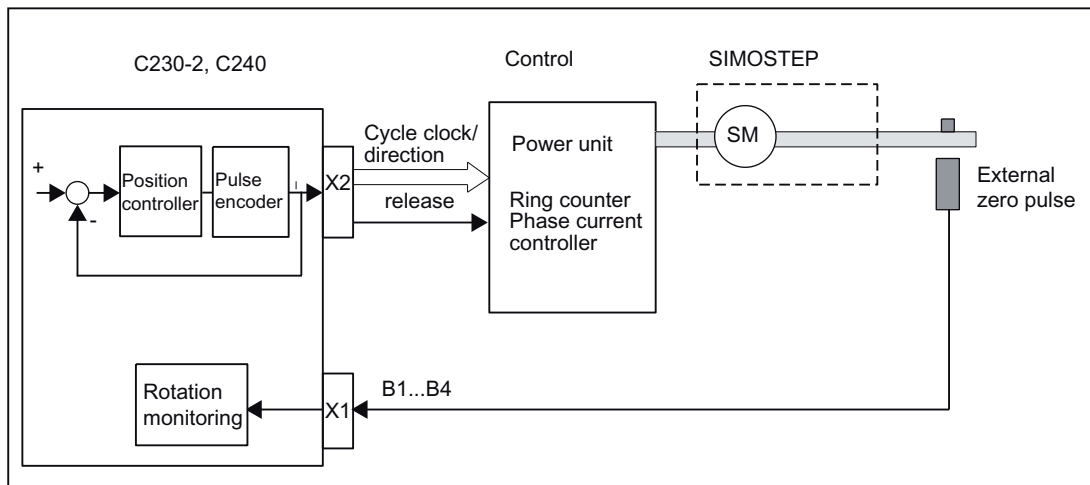 C230-2, C240
Control
SIMOSTEP
+
-
Position
controller
Pulse
encoder
X2
Cycle clock/
direction
release
Power unit
Ring counter
Phase current
controller
SM
External
zero pulse
Rotation
monitoring
X1
B1...B4